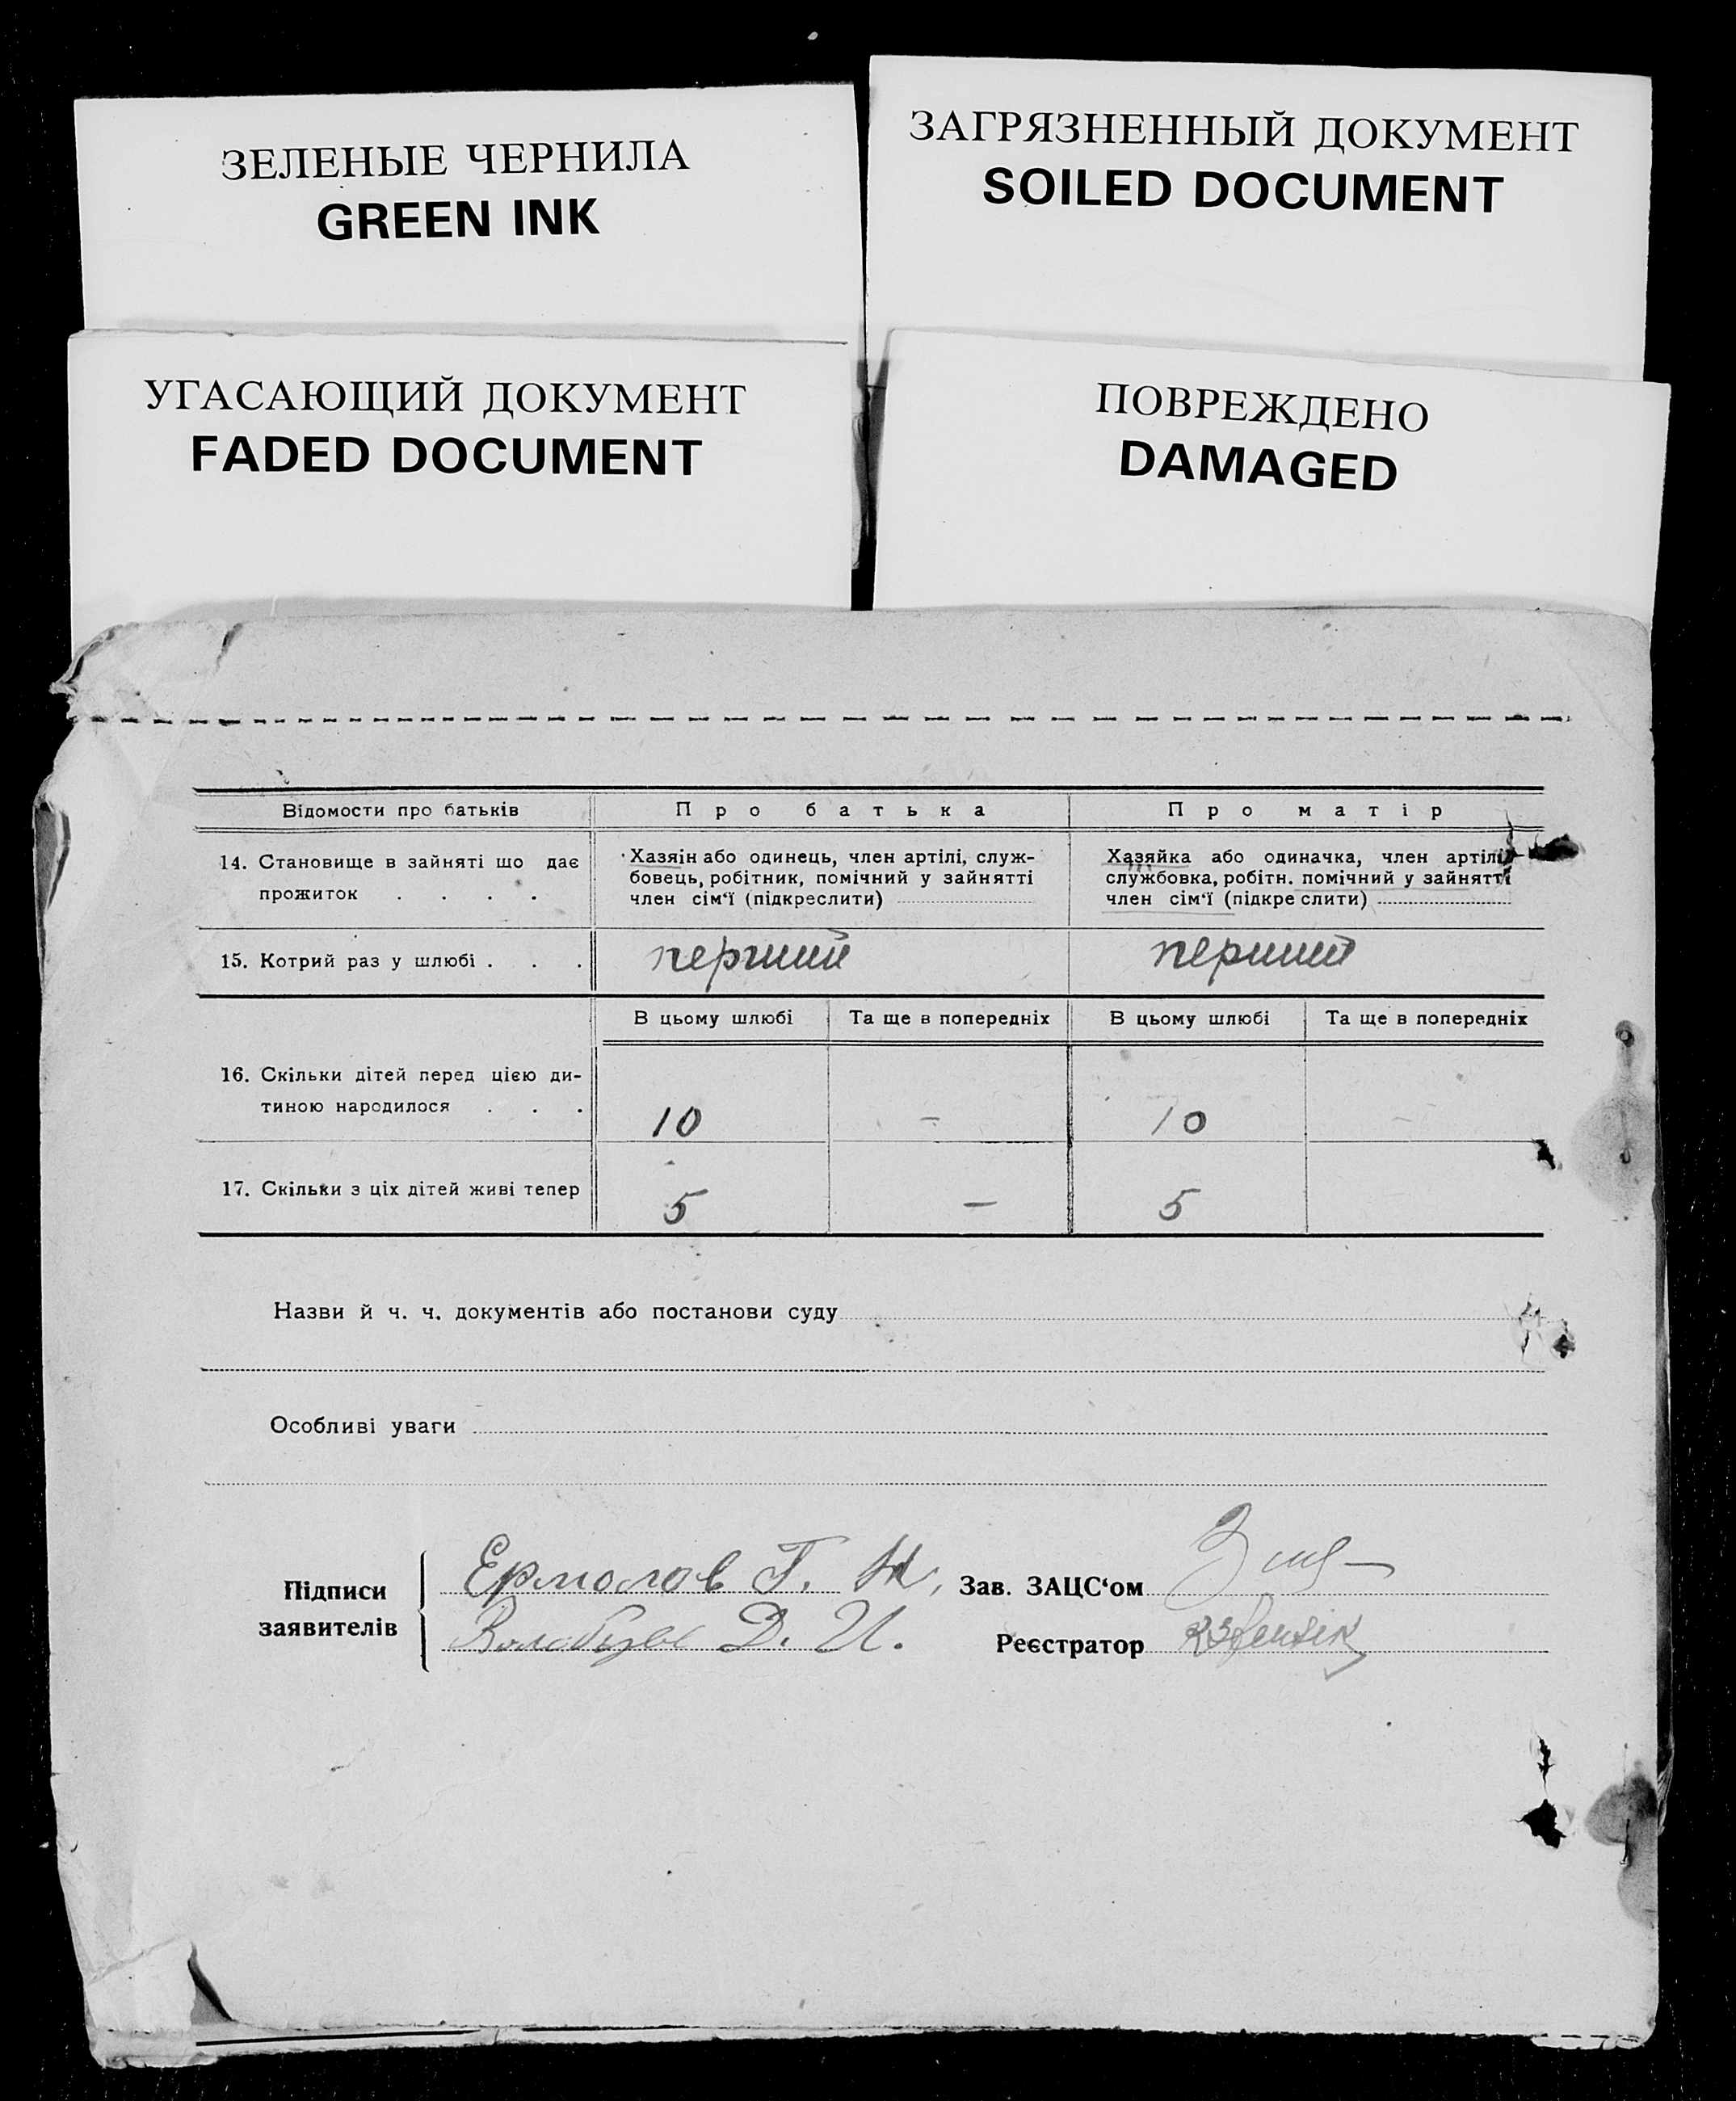 ЗЕЛЕНЫЕ ЧЕРНИЛА
GREEN INK
ЗАГРЯЗНЕННЫЙ ДОКУМЕНТ
SOILED DOCUMENT
УГАСАЮЩИЙ ДОКУМЕНТ
FADED DOCUMENT
ПОВРЕЖДЕНО
DAMAGED
Відомости про батьків Про батька Про матір
14. Становище в зайняті що дає
прожиток . . . .
Хазяін або одинець, член артілі, служ-
бовець, робітник, помічний у зайнятті
член сім‘ї (підкреслити)
Хазяйка або одиначка, член артілі
службовка, робітн. помічний у зайнятті
член сім‘ї (підкреслити)
15. Котрий раз у шлюбі . . . перший перший
В цьому шлюбі Та ще в попередніх В цьому шлюбі Та ще в попередніх
16. Скільки дітей перед цією ди-
тиною народилося . . . 10 – 10 –
17. Скільки з ціх дітей живі тепер 5 – 5
Назви й ч. ч. документів або постанови суду
Особливі уваги
Підписи
заявителів
Ермолов Г.
Д. И.
Зав. ЗАЦС‘ом
Реєстратор